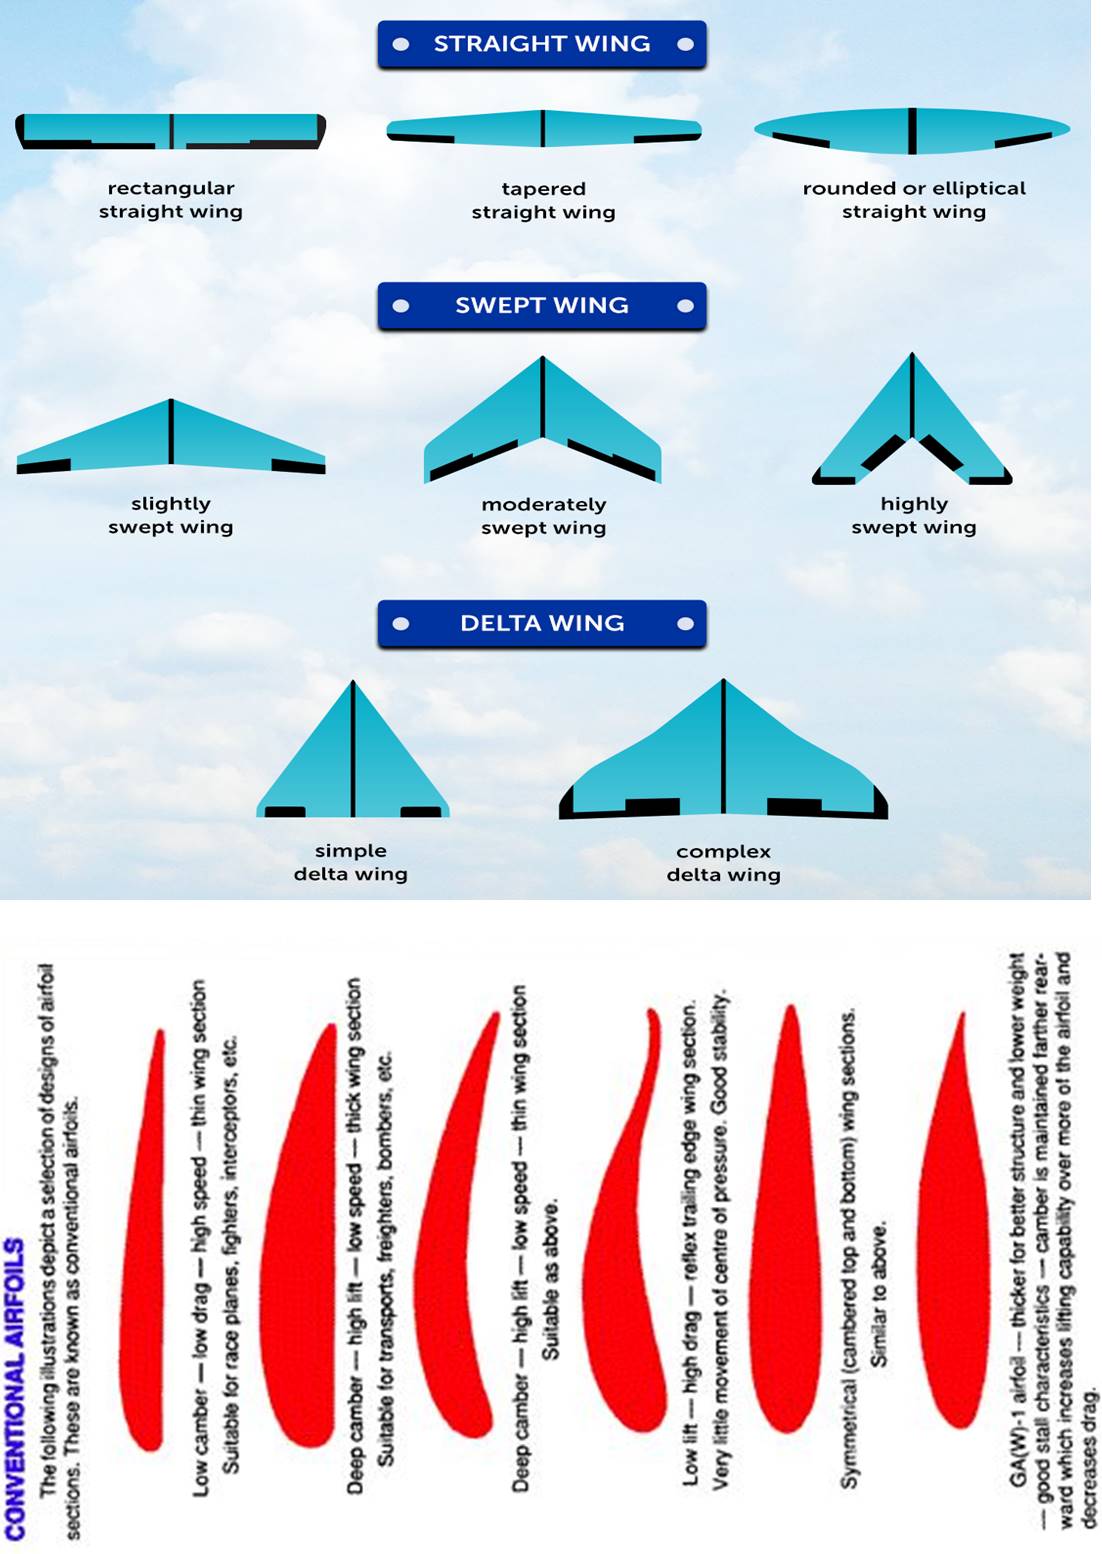 STRAIGHT WING
rectangular
straight wing
tapered
straight wing
rounded or elliptical
straight wing
SWEPT WING
slightly
swept wing
moderately
swept wing
highly
swept wing
DELTA WING
simple
delta wing
complex
delta wing
CONVENTIONAL AIRFOILS
The following illustrations depict a selection of designs of airfoil
sections. These are known as conventional airfoils.
Low camber — low drag — high speed — thin wing section
Suitable for race planes, fighters, interceptors, etc.
Deep camber — high lift — low speed — thick wing section
Suitable for transports, freighters, bombers, etc.
Deep camber — high lift — low speed — thin wing section
Suitable as above.
Low lift — high drag — reflex trailing edge wing section.
Very little movement of centre of pressure. Good stability.
Symmetrical (cambered top and bottom) wing sections.
Similar to above.
GA(W)-1 airfoil — thicker for better structure and lower weight
— good stall characteristics — camber is maintained farther rear-
ward which increases lifting capability over more of the airfoil and
decreases drag.